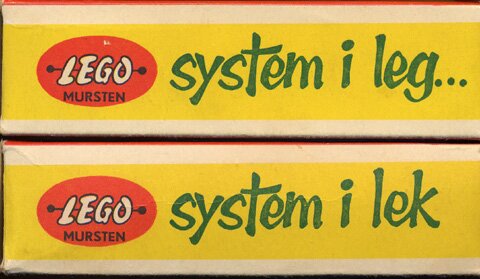 LEGO
MURSTEN
system i leg...
LEGO
MURSTEN
system i lek